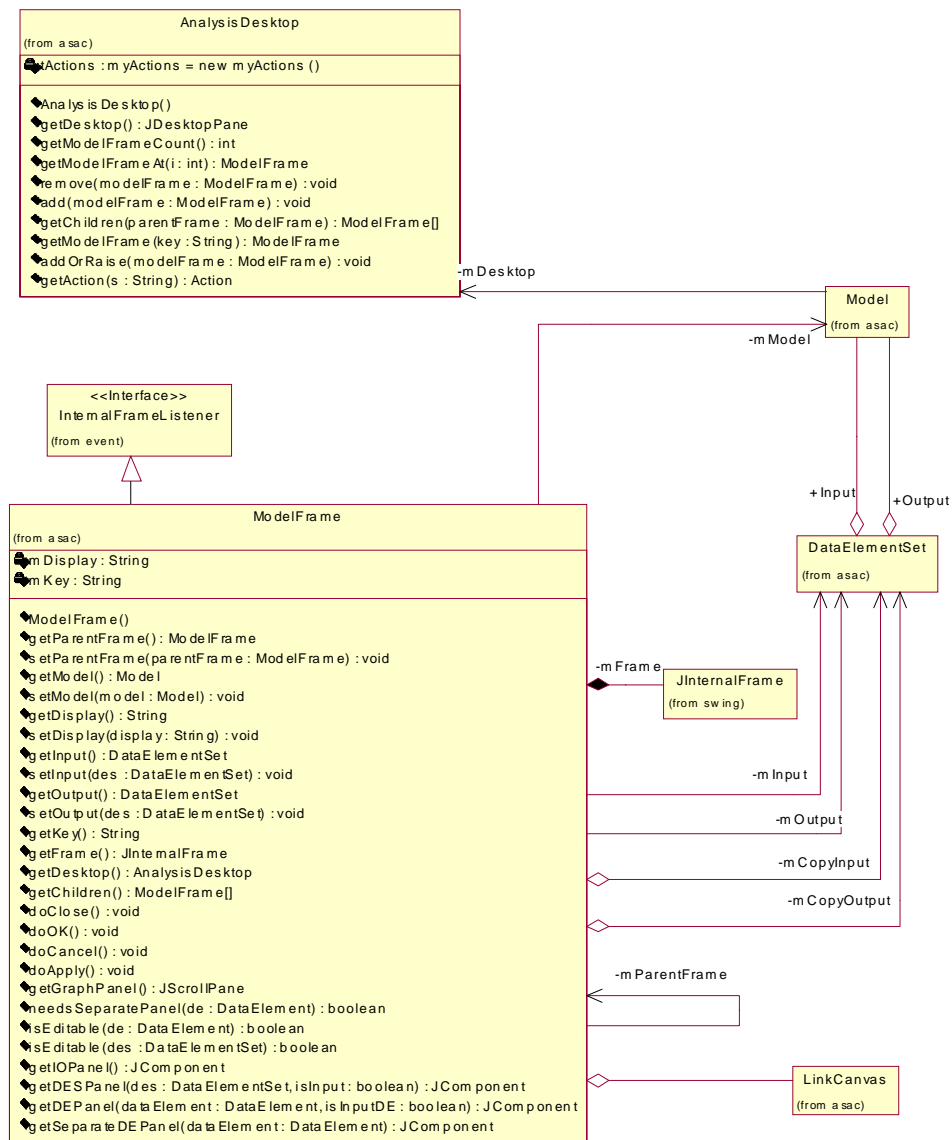 AnalysisDesktop
(from asac)
tActions : myActions = new myActions ()
AnalysisDesktop()
getDesktop() : JDesktopPane
getModelFrameCount() : int
getModelFrameAt(i : int) : ModelFrame
remove(modelFrame : ModelFrame) : void
add(modelFrame : ModelFrame) : void
getChildren(parentFrame : ModelFrame) : ModelFrame[]
getModelFrame(key : String) : ModelFrame
addOrRaise(modelFrame : ModelFrame) : void
getAction(s : String) : Action
-mDesktop
Model
(from asac)
-mModel
<<Interface>>
InternalFrameListener
(from event)
+Input
+Output
ModelFrame
(from asac)
mDisplay : String
mKey : String
DataElementSet
(from asac)
ModelFrame()
getParentFrame() : ModelFrame
setParentFrame(parentFrame : ModelFrame) : void
getModel() : Model
setModel(model : Model) : void
getDisplay() : String
setDisplay(display : String) : void
getInput() : DataElementSet
setInput(des : DataElementSet) : void
getOutput() : DataElementSet
setOutput(des : DataElementSet) : void
getKey() : String
getFrame() : JInternalFrame
getDesktop() : AnalysisDesktop
getChildren() : ModelFrame[]
doClose() : void
doOK() : void
doCancel() : void
doApply() : void
getGraphPanel() : JScrollPane
needsSeparatePanel(de : DataElement) : boolean
isEditable(de : DataElement) : boolean
isEditable(des : DataElementSet) : boolean
getIOPanel() : JComponent
getDESPanel(des : DataElementSet, isInput : boolean) : JComponent
getDEPanel(dataElement : DataElement, isInputDE : boolean) : JComponent
getSeparateDEPanel(dataElement : DataElement) : JComponent
-mFrame
JInternalFrame
(from swing)
-mInput
-mOutput
-mCopyInput
-mCopyOutput
-mParentFrame
LinkCanvas
(from asac)